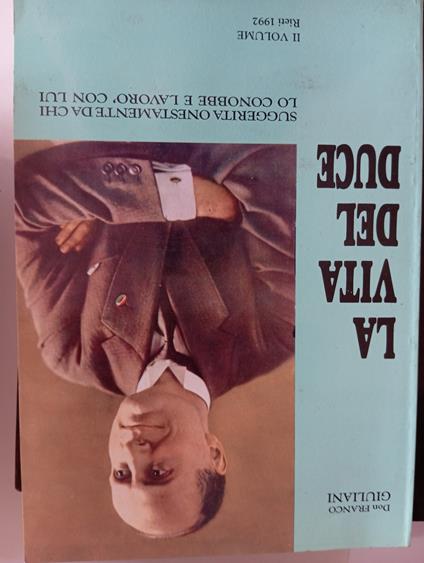 Don FRANCO
GIULIANI
LA
VITA
DEL
DUCE
SUGGERITA ONESTAMENTE DA CHI
LO CONOBBE E LAVORO' CON LUI
II VOLUME
Rieti 1992